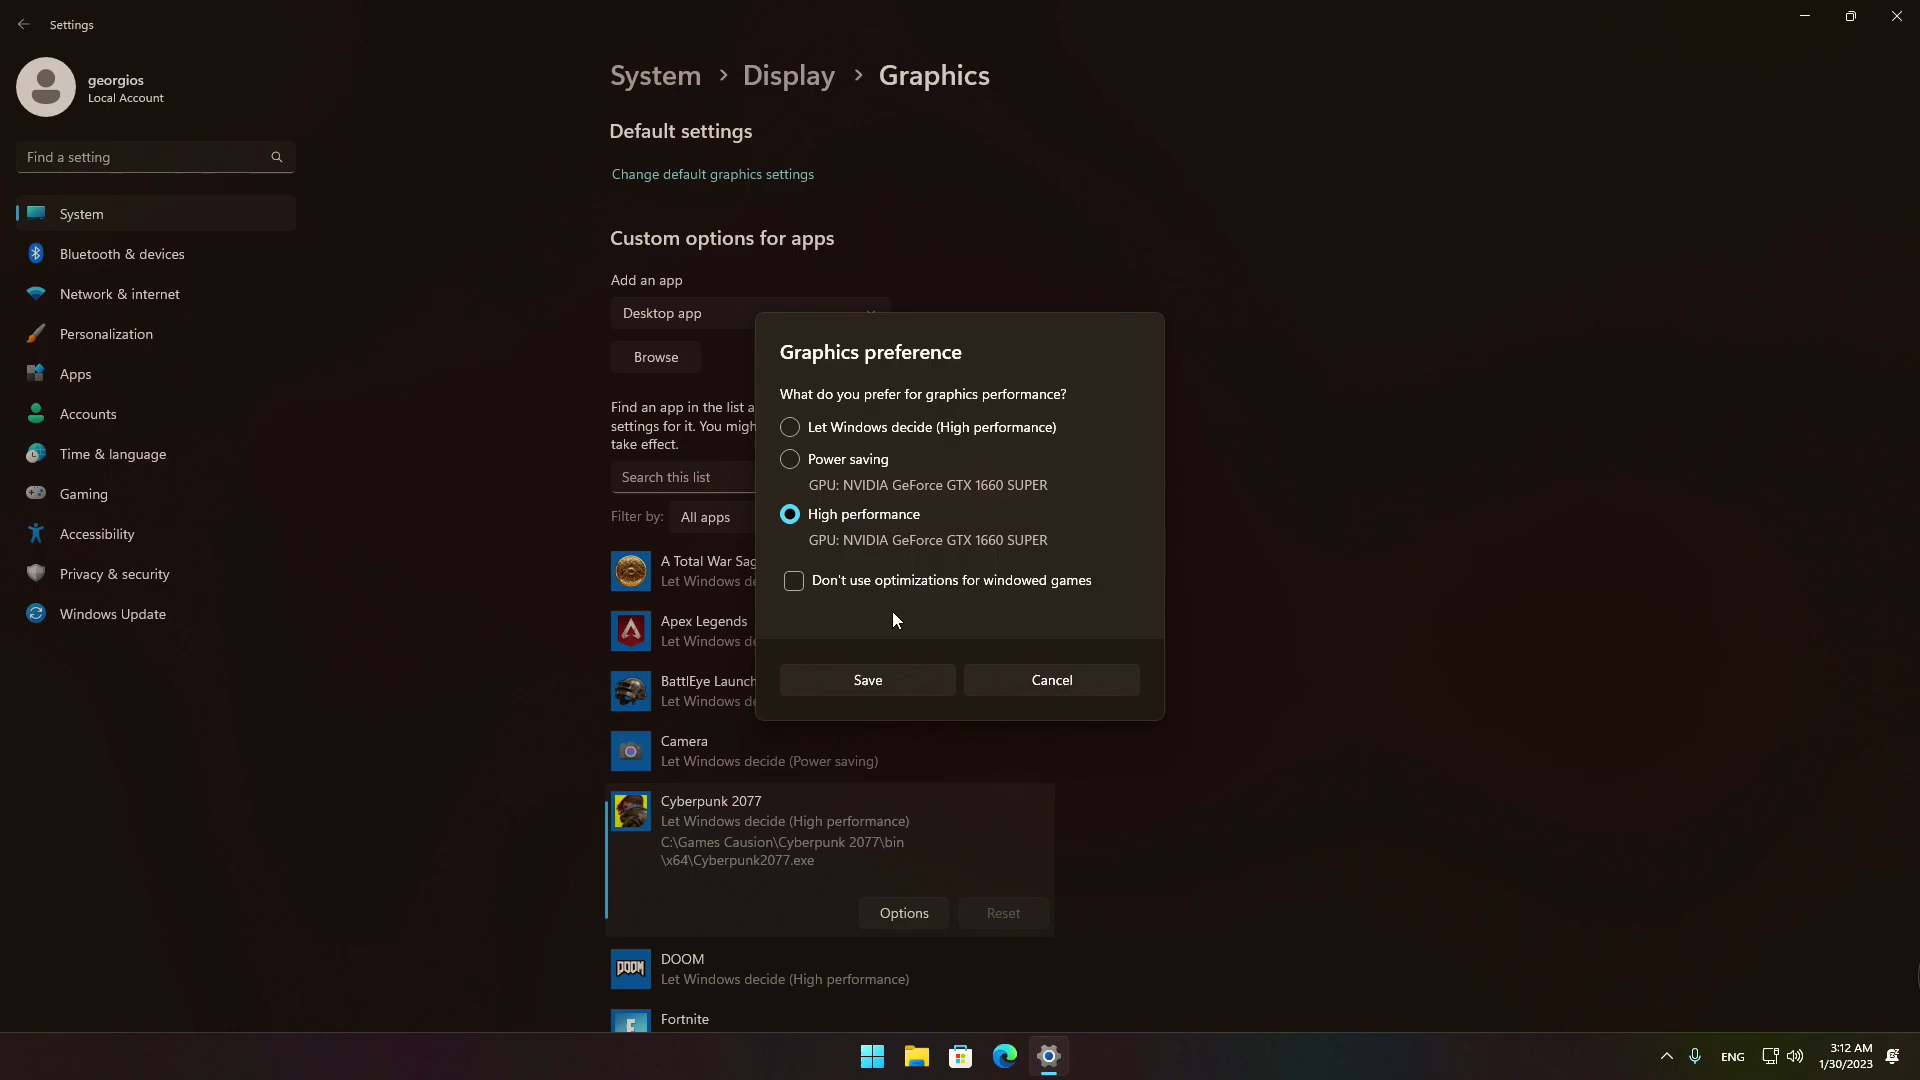 Settings
georgios
Local Account
Find a setting
System
Bluetooth & devices
Network & internet
Personalization
Apps
Accounts
Time & language
Gaming
Accessibility
Privacy & security
Windows Update
System > Display > Graphics
Default settings
Change default graphics settings
Custom options for apps
Add an app
Desktop app
Browse
Find an app in the list a
settings for it. You migh
take effect.
Search this list
Filter by: All apps
A Total War Sag
Let Windows de
Apex Legends
Let Windows de
BattlEye Launch
Let Windows de
Camera
Let Windows decide (Power saving)
Cyberpunk 2077
Let Windows decide (High performance)
C:\Games Causion\Cyberpunk 2077\bin
\x64\Cyberpunk2077.exe
Options Reset
DOOM
DOOM
Let Windows decide (High performance)
Fortnite
Graphics preference
What do you prefer for graphics performance?
Let Windows decide (High performance)
Power saving
GPU: NVIDIA GeForce GTX 1660 SUPER
High performance
GPU: NVIDIA GeForce GTX 1660 SUPER
Don't use optimizations for windowed games
Save Cancel
ENG
3:12 AM
1/30/2023